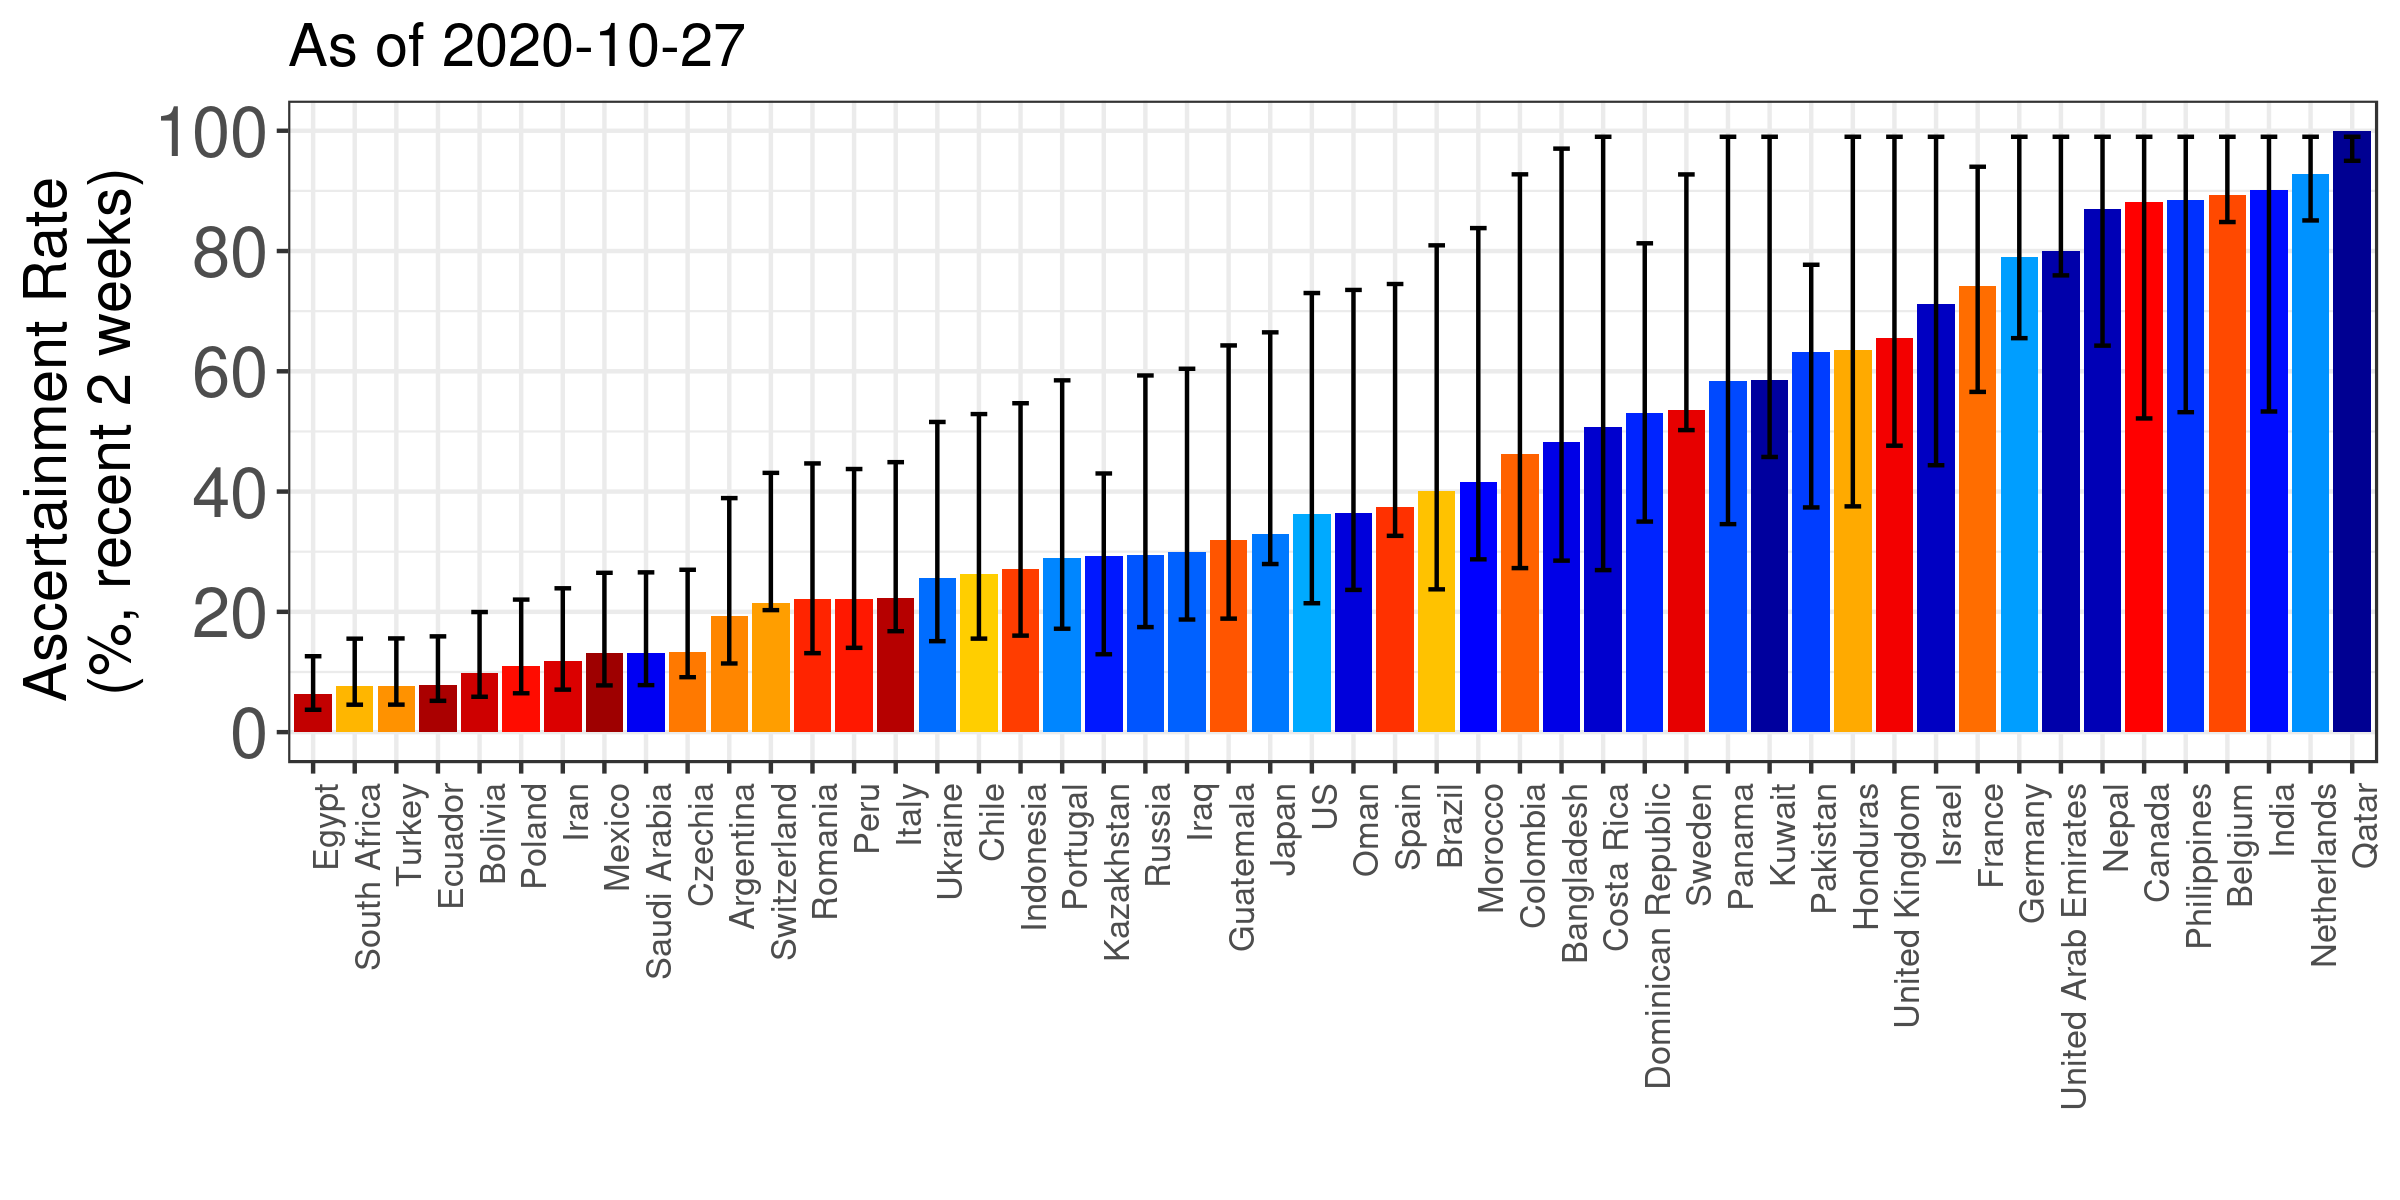 As of 2020-10-27
Ascertainment Rate
(%, recent 2 weeks)
100
80
60
40
20
0
Egypt
South Africa
Turkey
Ecuador
Bolivia
Poland
Iran
Mexico
Saudi Arabia
Czechia
Argentina
Switzerland
Romania
Peru
Italy
Ukraine
Chile
Indonesia
Portugal
Kazakhstan
Russia
Iraq
Guatemala
Japan
US
Oman
Spain
Brazil
Morocco
Colombia
Bangladesh
Costa Rica
Dominican Republic
Sweden
Panama
Kuwait
Pakistan
Honduras
United Kingdom
Israel
France
Germany
United Arab Emirates
Nepal
Canada
Philippines
Belgium
India
Netherlands
Qatar